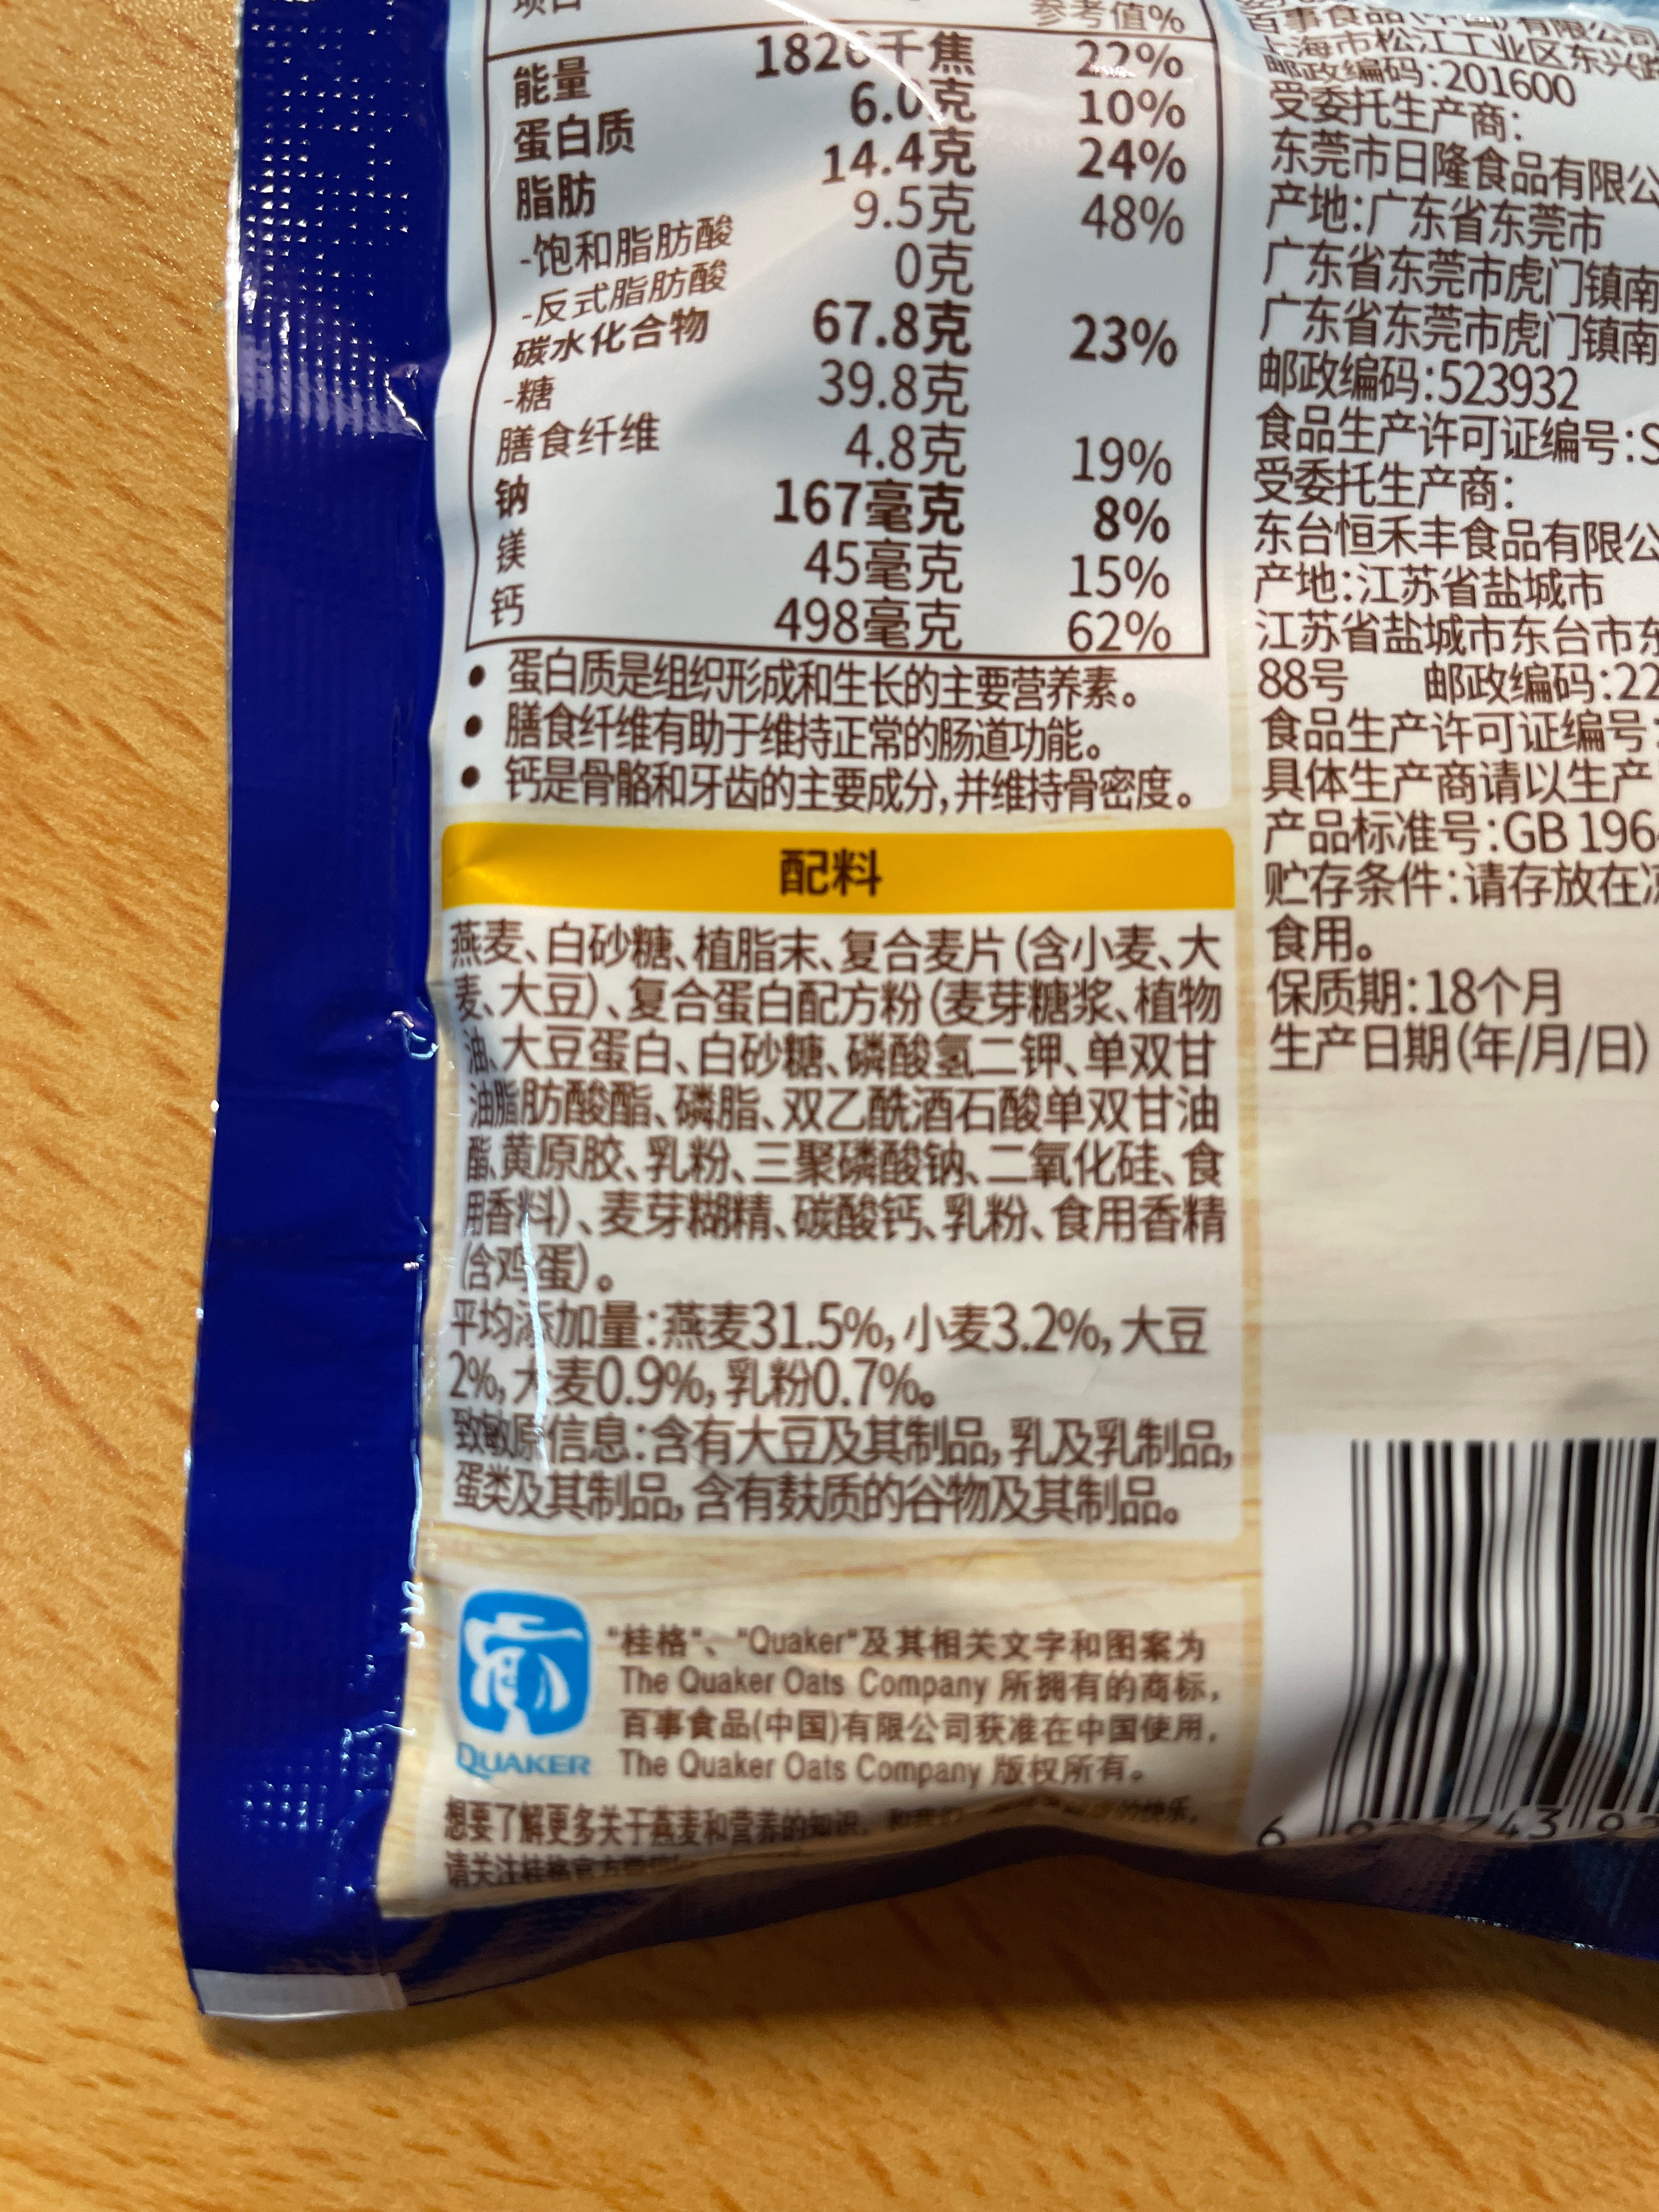 项目
参考值%
能量 1826千焦 22%
蛋白质 6.0克 10%
脂肪 14.4克 24%
-饱和脂肪酸 9.5克 48%
-反式脂肪酸 0克
碳水化合物 67.8克 23%
-糖 39.8克
膳食纤维 4.8克 19%
钠 167毫克 8%
镁 45毫克 15%
钙 498毫克 62%
• 蛋白质是组织形成和生长的主要营养素。
• 膳食纤维有助于维持正常的肠道功能。
• 钙是骨骼和牙齿的主要成分,并维持骨密度。
配料
燕麦、白砂糖、植脂末、复合麦片(含小麦、大
麦、大豆)、复合蛋白配方粉(麦芽糖浆、植物
油、大豆蛋白、白砂糖、磷酸氢二钾、单双甘
油脂肪酸酯、磷脂、双乙酰酒石酸单双甘油
酯、黄原胶、乳粉、三聚磷酸钠、二氧化硅、食
用香料)、麦芽糊精、碳酸钙、乳粉、食用香精
(含鸡蛋)。
平均添加量:燕麦31.5%,小麦3.2%,大豆
2%,大麦0.9%,乳粉0.7%。
致敏原信息:含有大豆及其制品,乳及乳制品,
蛋类及其制品,含有麸质的谷物及其制品。
QUAKER
"桂格"、"Quaker"及其相关文字和图案为
The Quaker Oats Company 所拥有的商标,
百事食品(中国)有限公司获准在中国使用,
The Quaker Oats Company 版权所有。
想要了解更多关于燕麦和营养的知识,
请关注桂格官方
百事食品(中国)有限公司
上海市松江工业区东兴路
邮政编码:201600
受委托生产商:
东莞市日隆食品有限公
产地:广东省东莞市
广东省东莞市虎门镇南
广东省东莞市虎门镇南
邮政编码:523932
食品生产许可证编号:S
受委托生产商:
东台恒禾丰食品有限公
产地:江苏省盐城市
江苏省盐城市东台市东
88号 邮政编码:22
食品生产许可证编号:
具体生产商请以生产
产品标准号:GB 196
贮存条件:请存放在
食用。
保质期:18个月
生产日期(年/月/日)